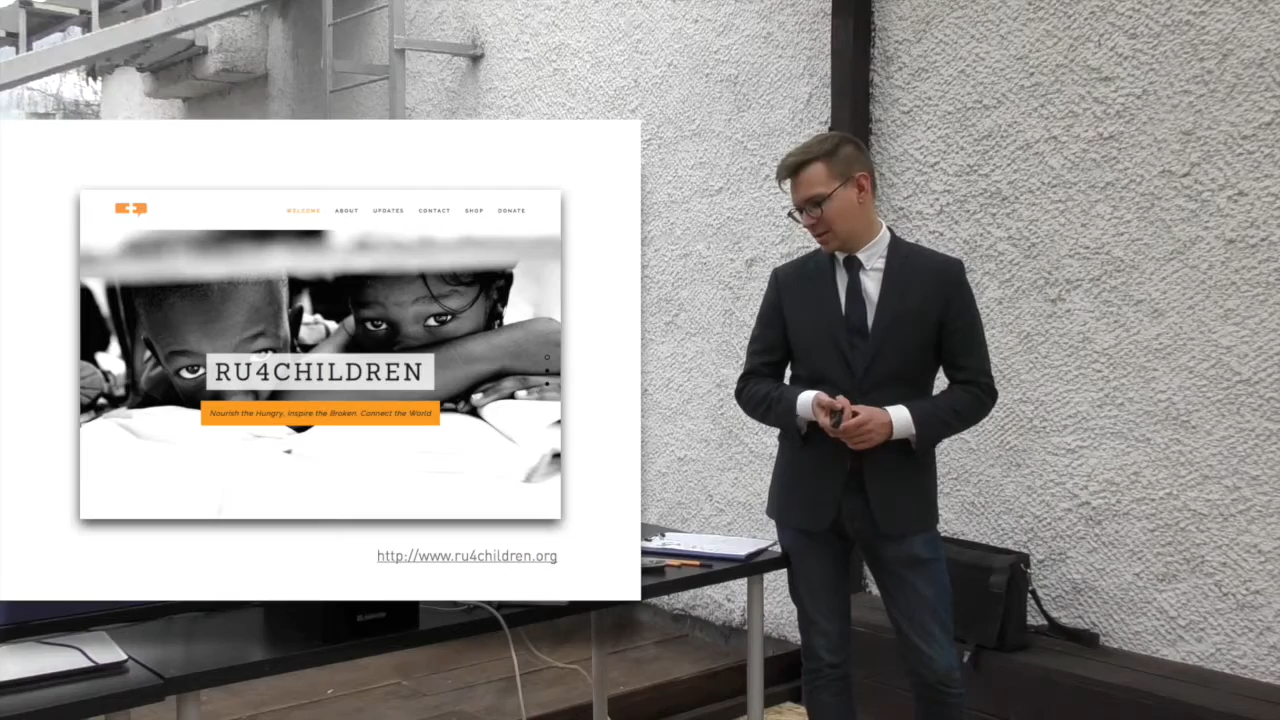 WELCOME ABOUT UPDATES CONTACT SHOP DONATE
RU4CHILDREN
Nourish the Hungry, Inspire the Broken, Connect the World
http://www.ru4children.org